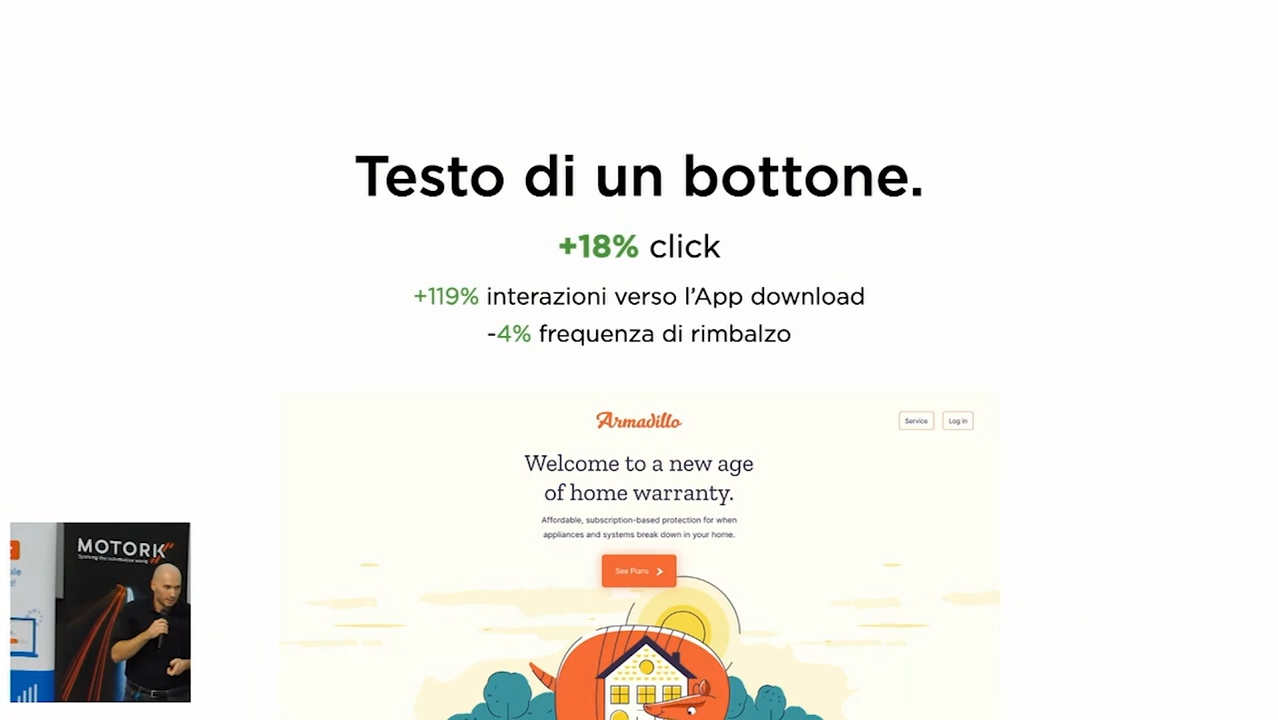 Testo di un bottone.
+18% click
+119% interazioni verso l'App download
-4% frequenza di rimbalzo
Armadillo
Service
Log in
Welcome to a new age
of home warranty.
Affordable, subscription-based protection for when
appliances and systems break down in your home.
See Plans
MOTORK